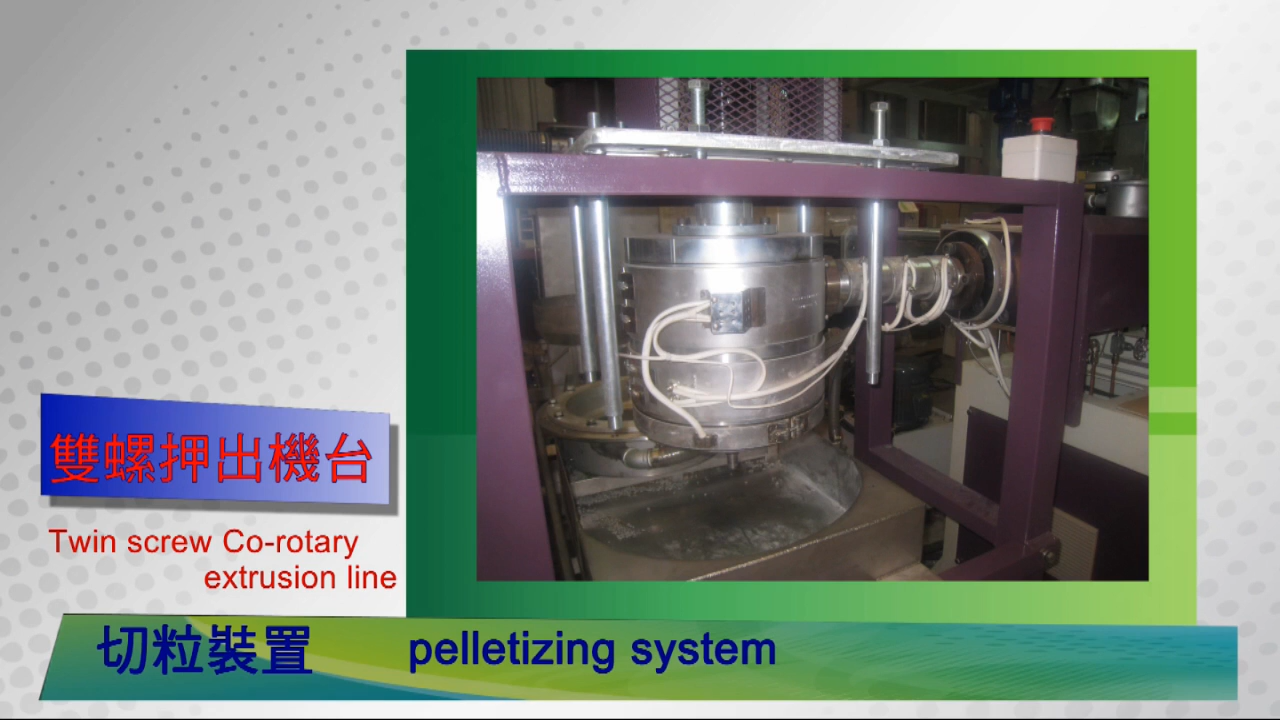 雙螺押出機台
Twin screw Co-rotary
extrusion line
切粒裝置 pelletizing system